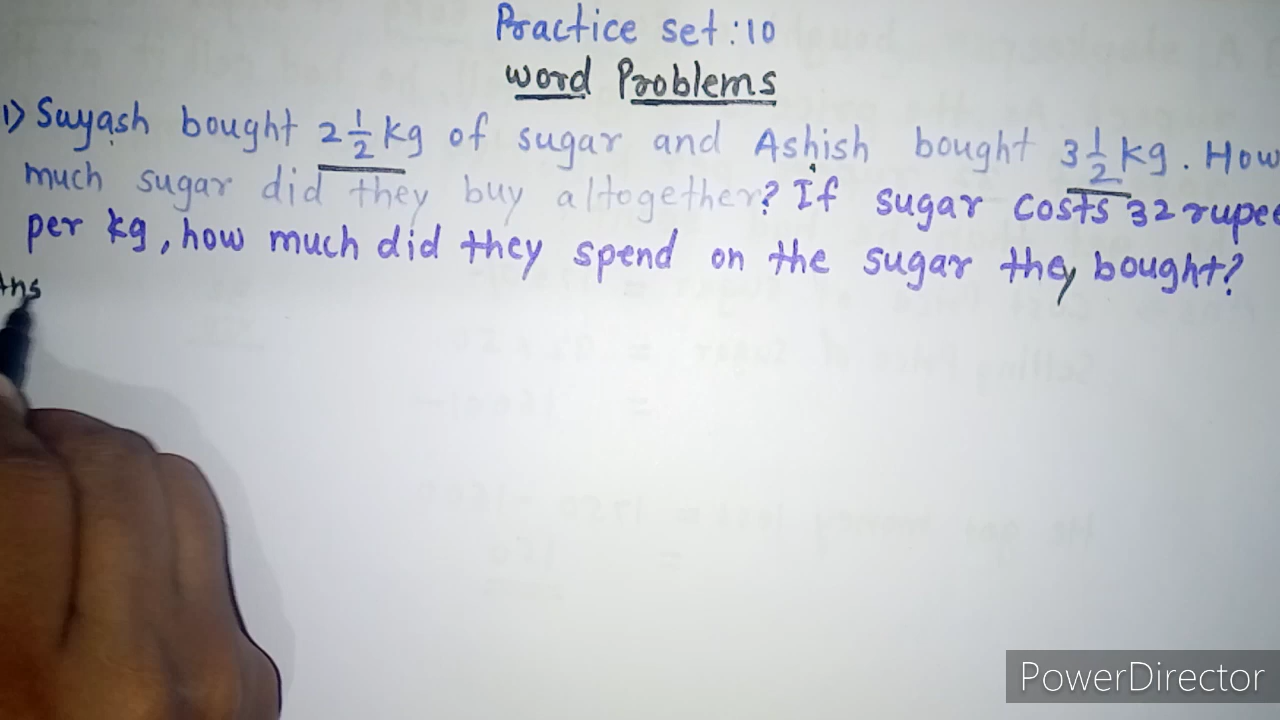 Practice set:10
word Problems
1) Suyash bought 2 1/2 kg of sugar and Ashish bought 3 1/2 kg. How
much sugar did they buy altogether? If sugar costs 32 rupee
per kg, how much did they spend on the sugar they bought?
Ans
PowerDirector